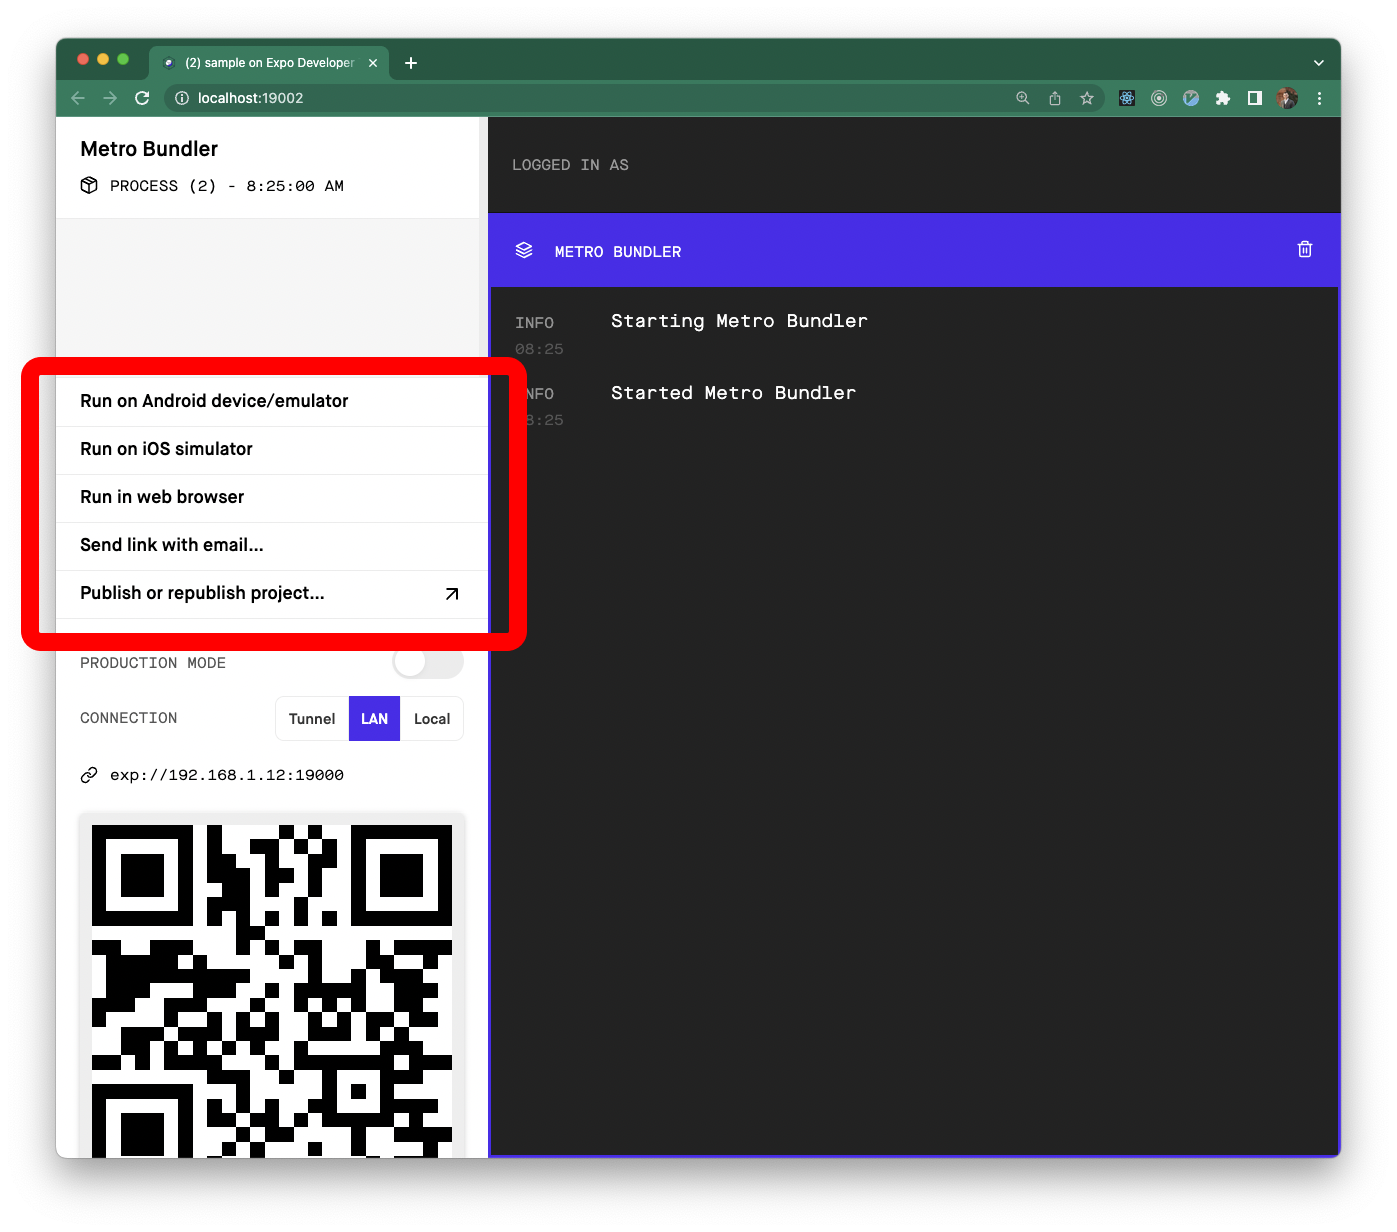 (2) sample on Expo Developer
localhost:19002
Metro Bundler
PROCESS (2) - 8:25:00 AM
LOGGED IN AS
METRO BUNDLER
INFO
Starting Metro Bundler
08:25
Started Metro Bundler
Run on Android device/emulator
Run on iOS simulator
Run in web browser
Send link with email...
Publish or republish project...
PRODUCTION MODE
CONNECTION
Tunnel
LAN
Local
exp://192.168.1.12:19000